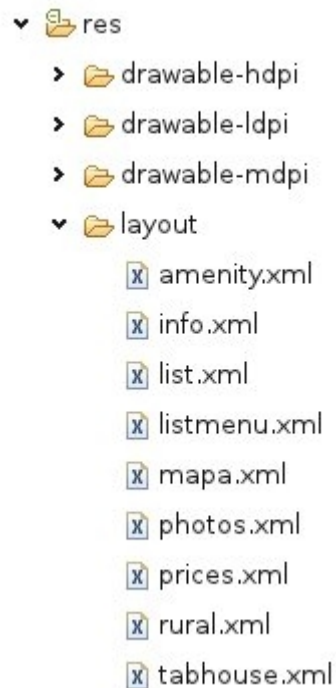 res
drawable-hdpi
drawable-ldpi
drawable-mdpi
layout
amenity.xml
info.xml
list.xml
listmenu.xml
mapa.xml
photos.xml
prices.xml
rural.xml
tabhouse.xml